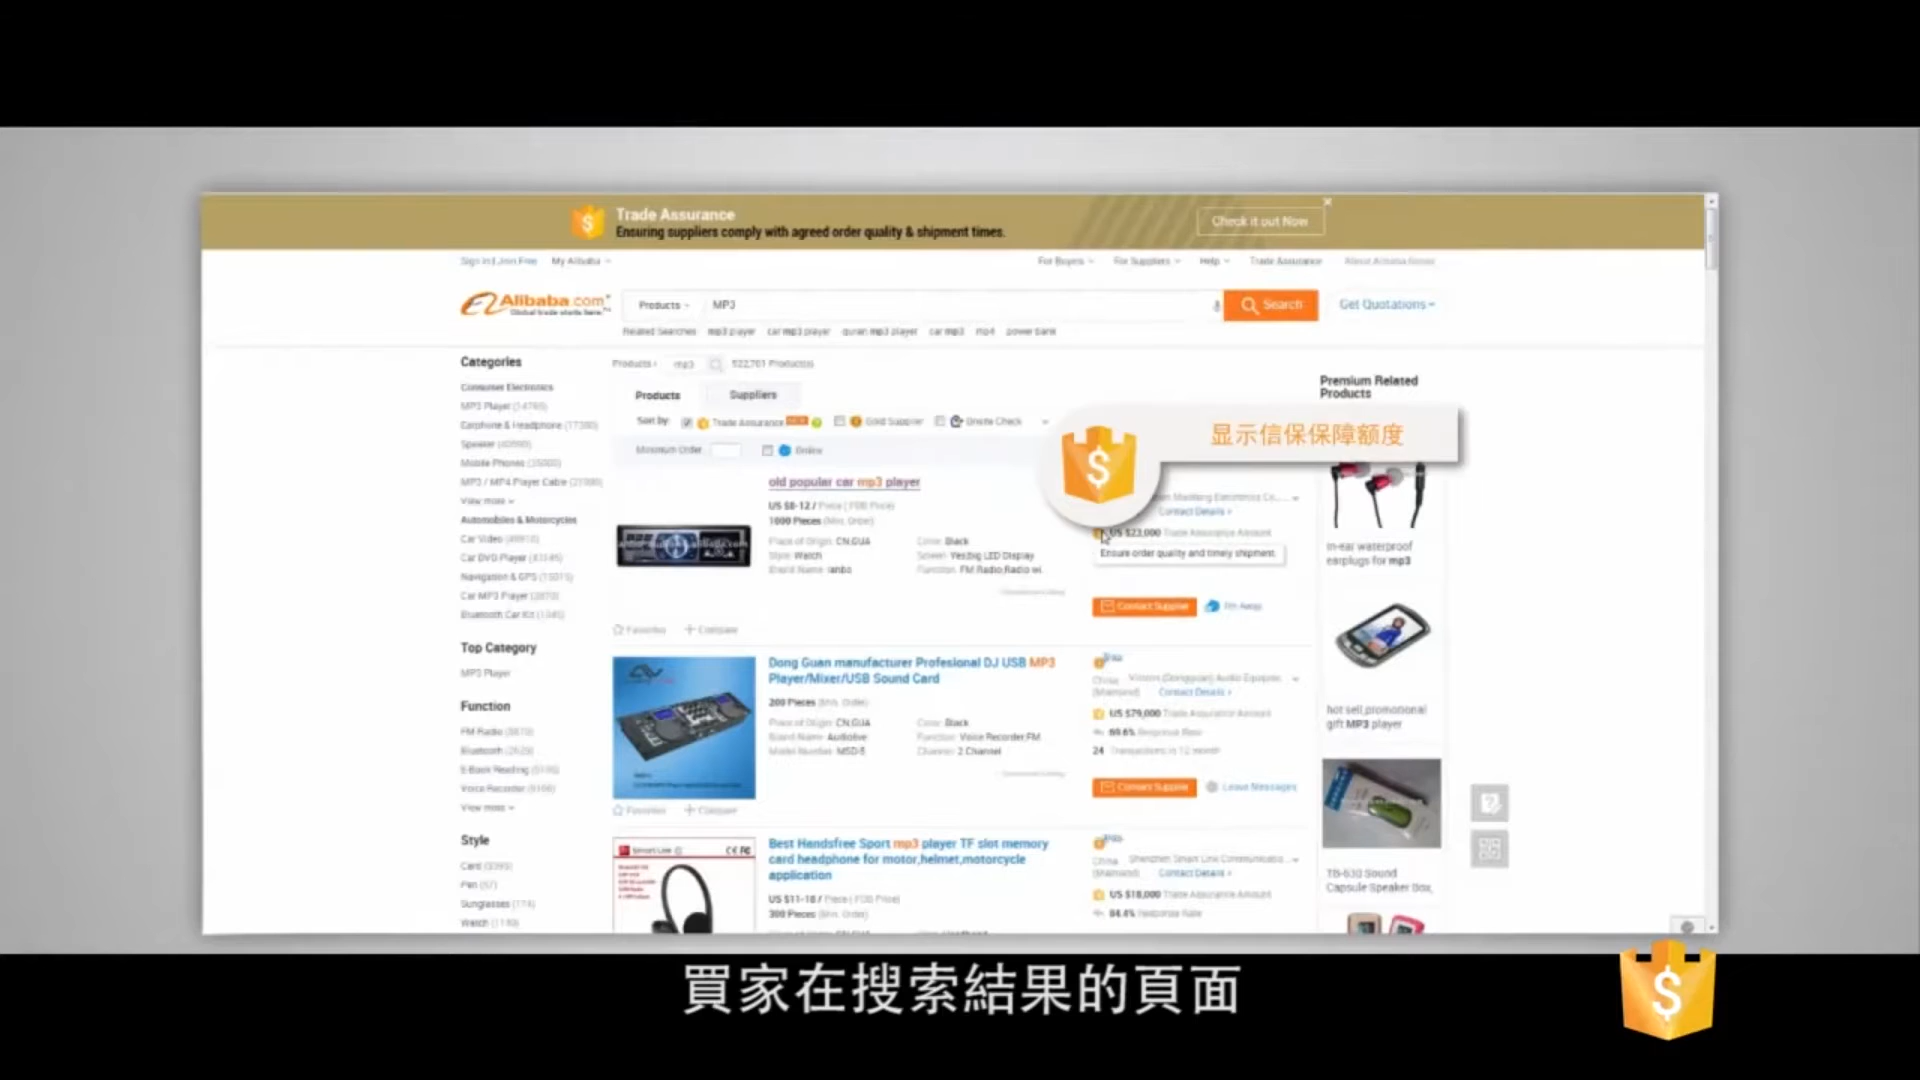 Trade Assurance
Ensuring suppliers comply with agreed order quality & shipment times.
Check it out Now
Sign in | Join Free My Alibaba
For Buyers For Suppliers Help Trade Assurance
Alibaba.com
Global trade starts here.
Products MP3
Search
Get Quotations
Related Searches mp3 player car mp3 player quran mp3 player car mp3 mp4 power bank
Categories
Consumer Electronics
MP3 Player
Earphone & Headphone
Speaker
Mobile Phones
MP3 / MP4 Player Cable
View more
Automobiles & Motorcycles
Car Video
Car DVD Player
Navigation & GPS
Car MP3 Player
Bluetooth Car Kit
Top Category
MP3 Player
Function
FM Radio
Bluetooth
E-Book Reading
Voice Recorder
View more
Style
Card
Pen
Sunglasses
Watch
Products mp3 522,701 Product(s)
Products Suppliers
Sort by: Trade Assurance Gold Supplier Onsite Check
Minimum Order Online
old popular car mp3 player
US $8-12 / Piece ( FOB Price)
1000 Pieces (Min. Order)
Place of Origin: CN;GUA Color: Black
Style: Watch Screen: Yes,big LED Display
Brand Name: ianbo Function: FM Radio,Radio wi..
Favorites Compare
显示信保保障额度
Contact Details
US $22,000 Trade Assurance Amount
Ensure order quality and timely shipment.
Contact Supplier I'm Away
Dong Guan manufacturer Profesional DJ USB MP3
Player/Mixer/USB Sound Card
200 Pieces (Min. Order)
Place of Origin: CN;GUA Color: Black
Brand Name: Audiolive Function: Voice Recorder,FM
Model Number: MSD-5 Channel: 2 Channel
Favorites Compare
China
(Mainland) Contact Details
US $79,000 Trade Assurance Amount
69.6% Response Rate
24 Transactions in 12 month
Contact Supplier Leave Messages
Best Handsfree Sport mp3 player TF slot memory
card headphone for motor,helmet,motorcycle
application
US $11-18 / Piece ( FOB Price)
300 Pieces (Min. Order)
Smart Link
China Shenzhen Smart Link Communicatio...
(Mainland) Contact Details
US $18,000 Trade Assurance Amount
84.4% Response Rate
Premium Related
Products
in-ear waterproof
earplugs for mp3
hot sell,promotional
gift MP3 player
TB-630 Sound
Capsule Speaker Box,
買家在搜索結果的頁面